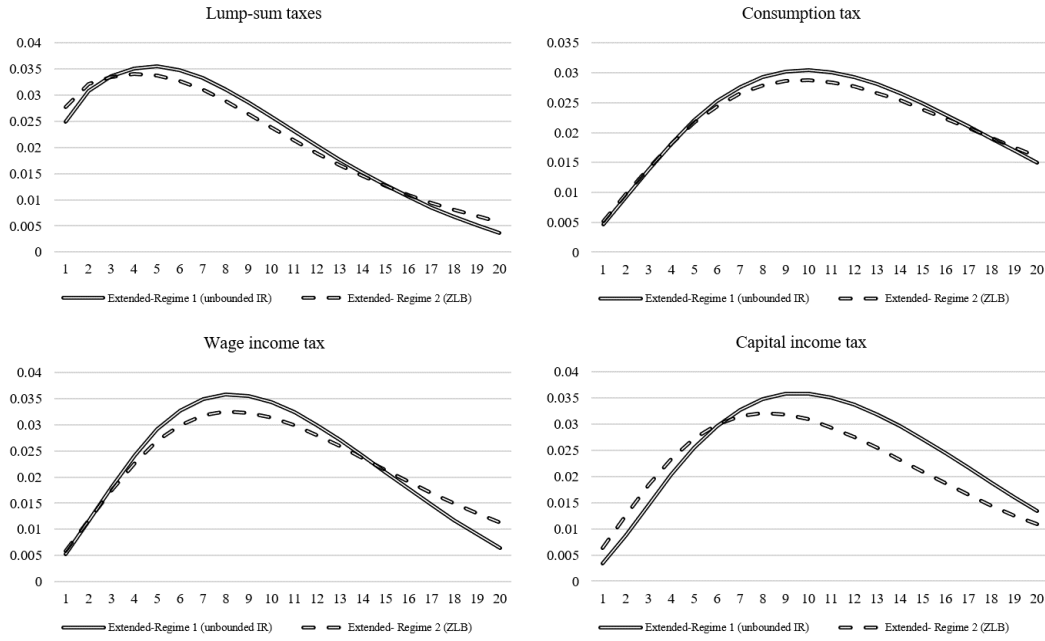 Lump-sum taxes
0.04
0.035
0.03
0.025
0.02
0.015
0.01
0.005
0
1 2 3 4 5 6 7 8 9 10 11 12 13 14 15 16 17 18 19 20
Extended-Regime 1 (unbounded IR) Extended- Regime 2 (ZLB)
Consumption tax
0.035
0.03
0.025
0.02
0.015
0.01
0.005
0
1 2 3 4 5 6 7 8 9 10 11 12 13 14 15 16 17 18 19 20
Extended-Regime 1 (unbounded IR) Extended- Regime 2 (ZLB)
Wage income tax
0.04
0.035
0.03
0.025
0.02
0.015
0.01
0.005
0
1 2 3 4 5 6 7 8 9 10 11 12 13 14 15 16 17 18 19 20
Extended-Regime 1 (unbounded IR) Extended- Regime 2 (ZLB)
Capital income tax
0.04
0.035
0.03
0.025
0.02
0.015
0.01
0.005
0
1 2 3 4 5 6 7 8 9 10 11 12 13 14 15 16 17 18 19 20
Extended-Regime 1 (unbounded IR) Extended- Regime 2 (ZLB)